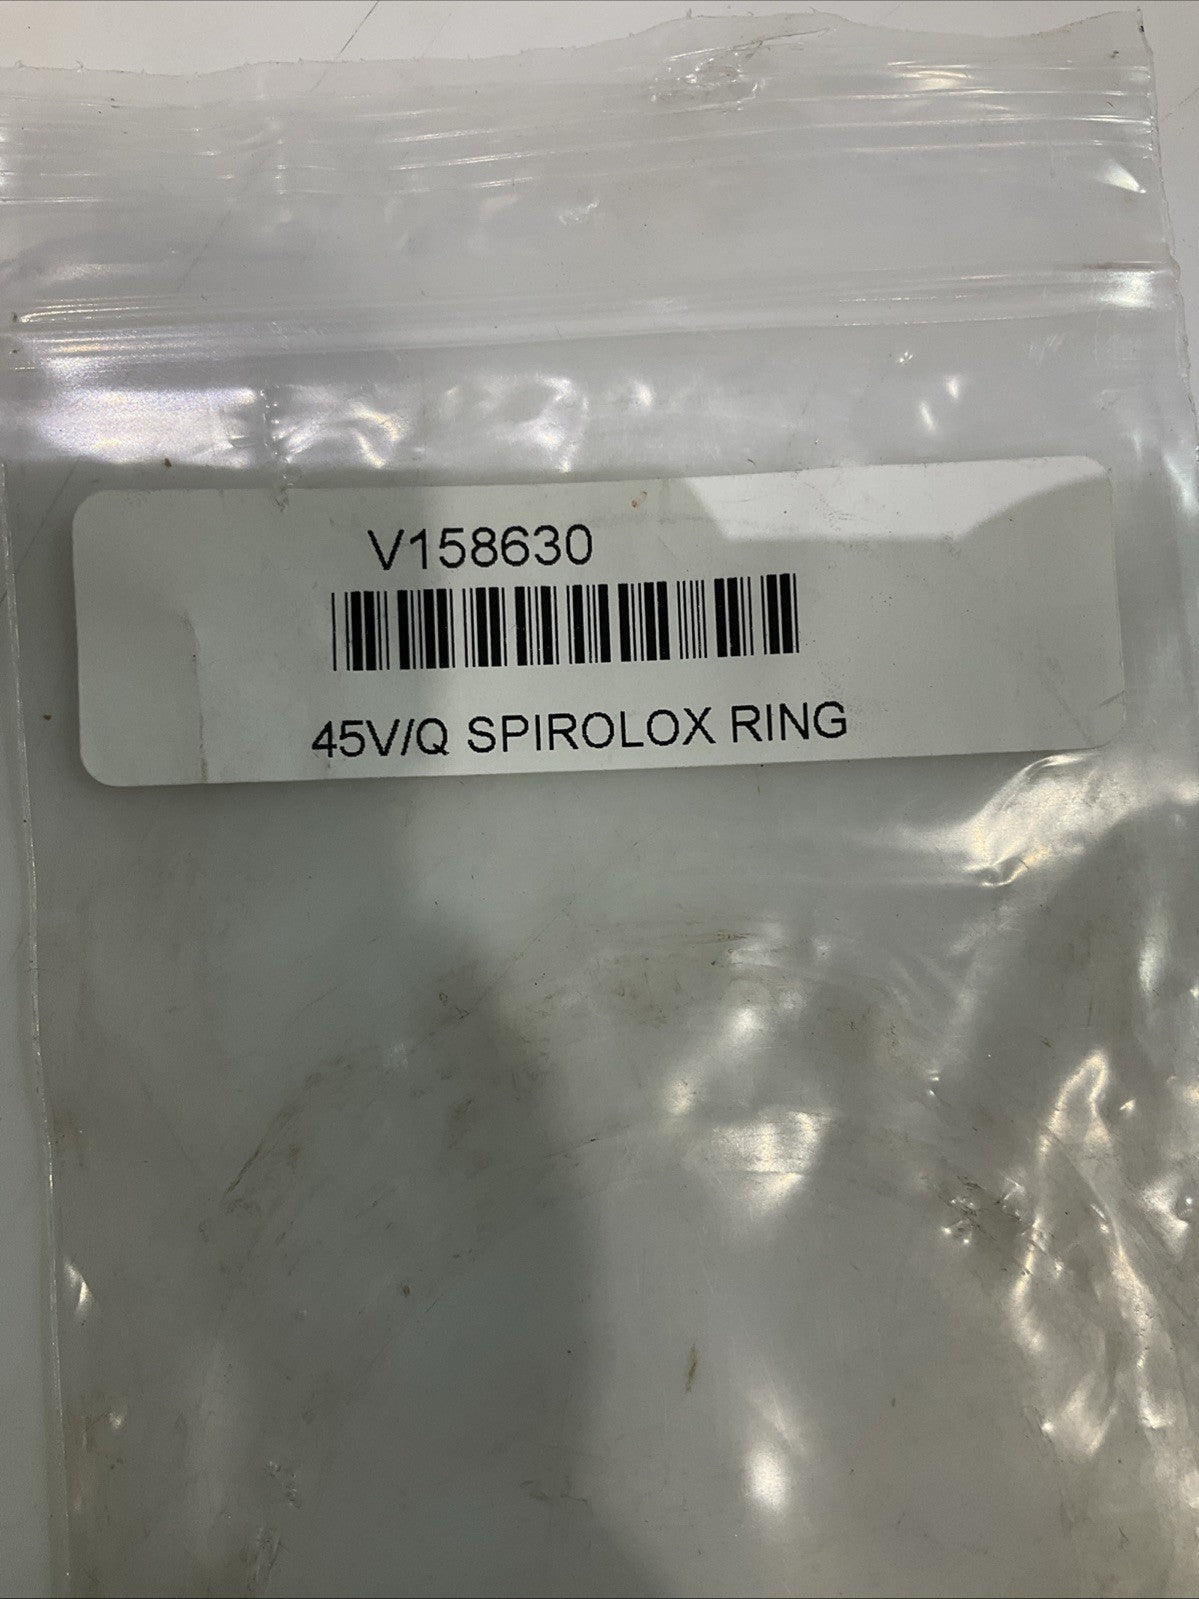 V158630
45V/Q SPIROLOX RING